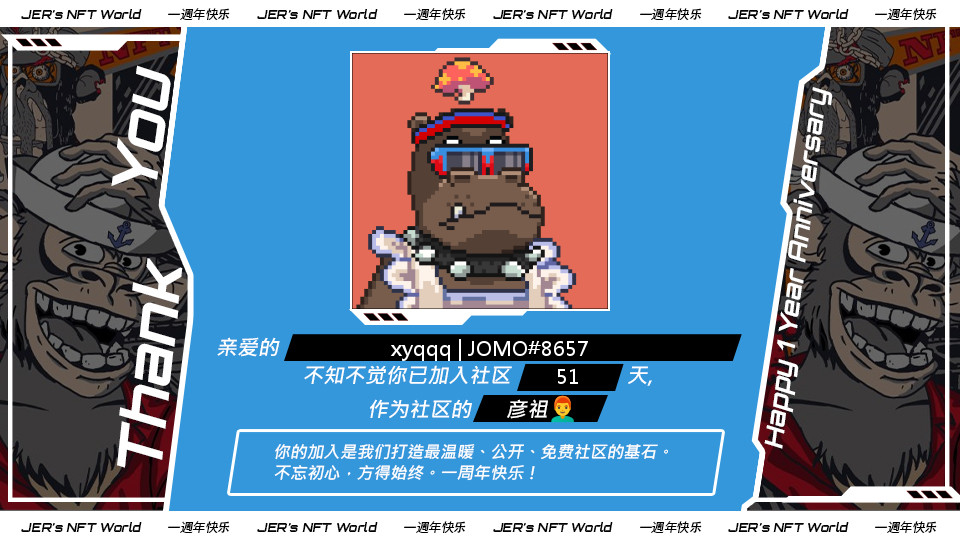 JER's NFT World 一週年快乐 JER's NFT World 一週年快乐 JER's NFT World 一週年快乐 JER's NFT World 一週年快乐
Thank You
亲爱的 xyqqq | JOMO#8657
不知不觉你已加入社区 51 天,
作为社区的 彦祖👨‍🦰
你的加入是我们打造最温暖、公开、免费社区的基石。
不忘初心，方得始终。一周年快乐！
Happy 1 Year Anniversary
JER's NFT World 一週年快乐 JER's NFT World 一週年快乐 JER's NFT World 一週年快乐 JER's NFT World 一週年快乐